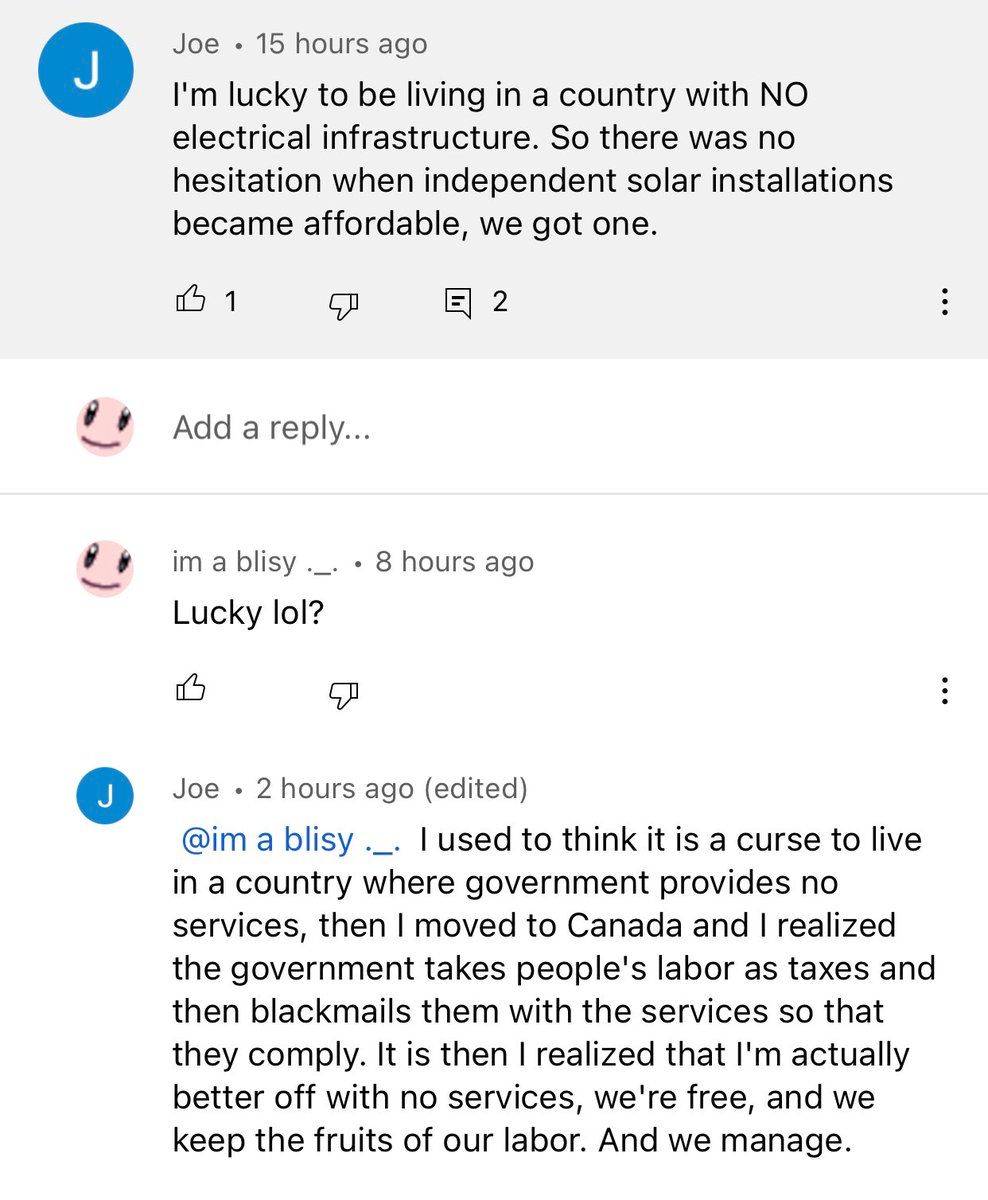 J
Joe • 15 hours ago
I'm lucky to be living in a country with NO
electrical infrastructure. So there was no
hesitation when independent solar installations
became affordable, we got one.
1 2
Add a reply...
im a blisy ._. • 8 hours ago
Lucky lol?
J
Joe • 2 hours ago (edited)
@im a blisy ._. I used to think it is a curse to live
in a country where government provides no
services, then I moved to Canada and I realized
the government takes people's labor as taxes and
then blackmails them with the services so that
they comply. It is then I realized that I'm actually
better off with no services, we're free, and we
keep the fruits of our labor. And we manage.